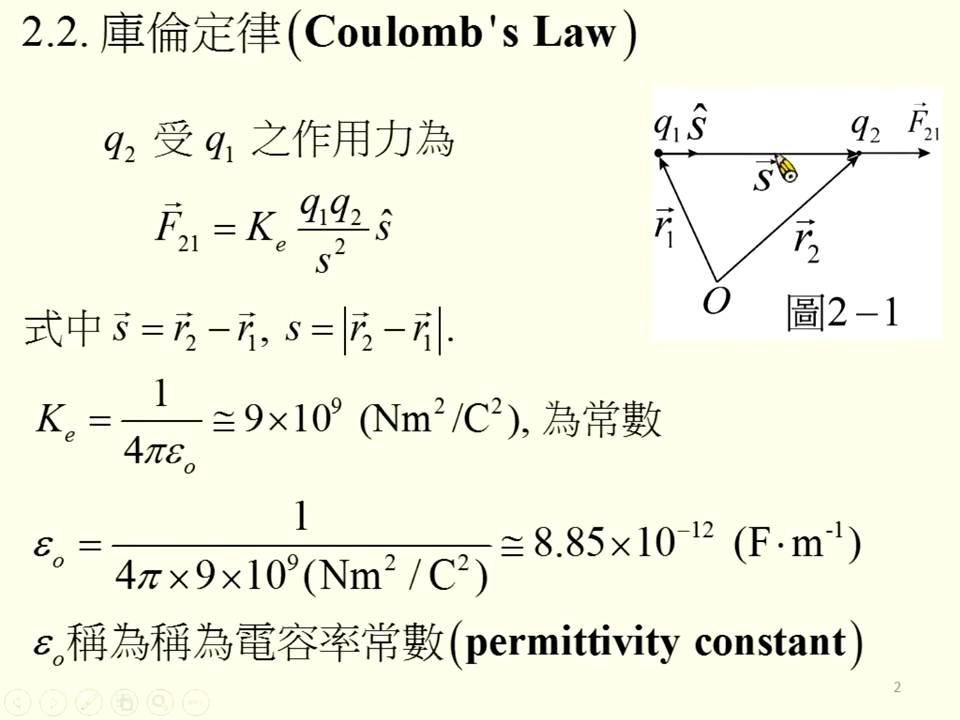 2.2. 庫倫定律(Coulomb's Law)
q₂ 受 q₁ 之作用力為
F⃗₂₁ = Kₑ q₁q₂/s² ŝ
式中 s⃗ = r⃗₂ − r⃗₁, s = |r⃗₂ − r⃗₁|.
Kₑ = 1/4πεₒ ≅ 9×10⁹ (Nm²/C²), 為常數
εₒ = 1/4π×9×10⁹(Nm²/C²) ≅ 8.85×10⁻¹² (F·m⁻¹)
εₒ稱為稱為電容率常數(permittivity constant)
q₁ ŝ q₂ F⃗₂₁
s⃗
r⃗₁ r⃗₂
O 圖2−1
2